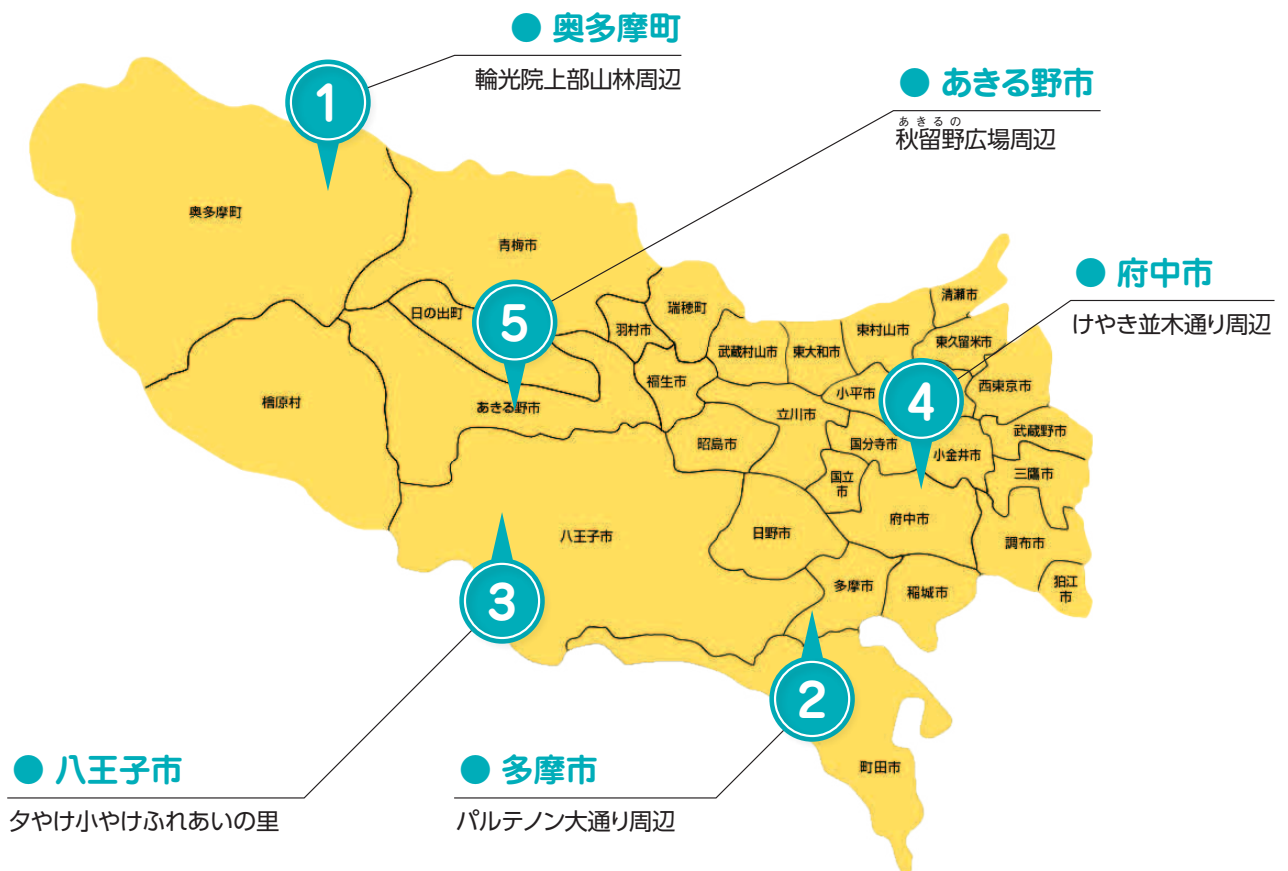 ● 奥多摩町
輪光院上部山林周辺
1
● あきる野市
あきるの
秋留野広場周辺
● 府中市
けやき並木通り周辺
奥多摩町
青梅市
日の出町
5
羽村市
瑞穂町
武蔵村山市
東大和市
東村山市
清瀬市
東久留米市
西東京市
檜原村
あきる野市
福生市
昭島市
立川市
小平市
4
国分寺市
小金井市
武蔵野市
三鷹市
国立
市
八王子市
日野市
府中市
調布市
狛江
市
多摩市
稲城市
3
2
町田市
● 八王子市
夕やけ小やけふれあいの里
● 多摩市
パルテノン大通り周辺